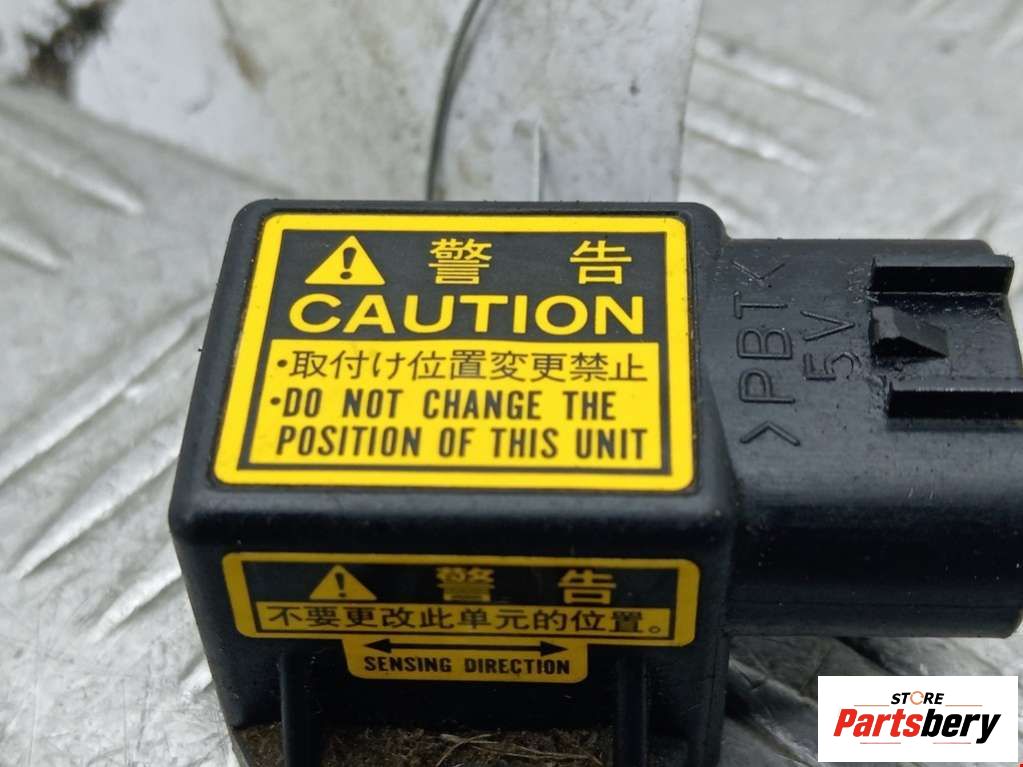 警 告
CAUTION
・取付け位置変更禁止
・DO NOT CHANGE THE
POSITION OF THIS UNIT
警 告
不要更改此单元的位置。
SENSING DIRECTION
>PBT<
5V
STORE
Partsbery